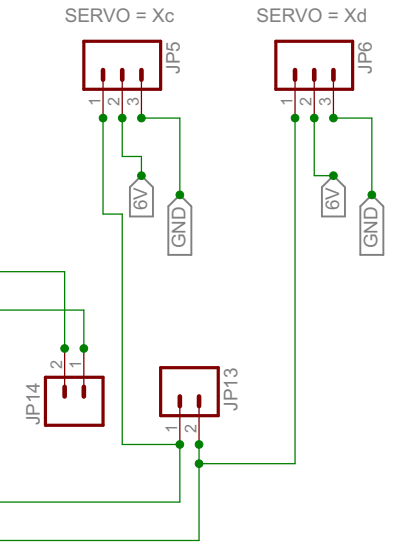 SERVO = Xc
SERVO = Xd
JP5
JP6
1
2
3
1
2
3
6V
GND
6V
GND
2
1
JP14
JP13
1
2